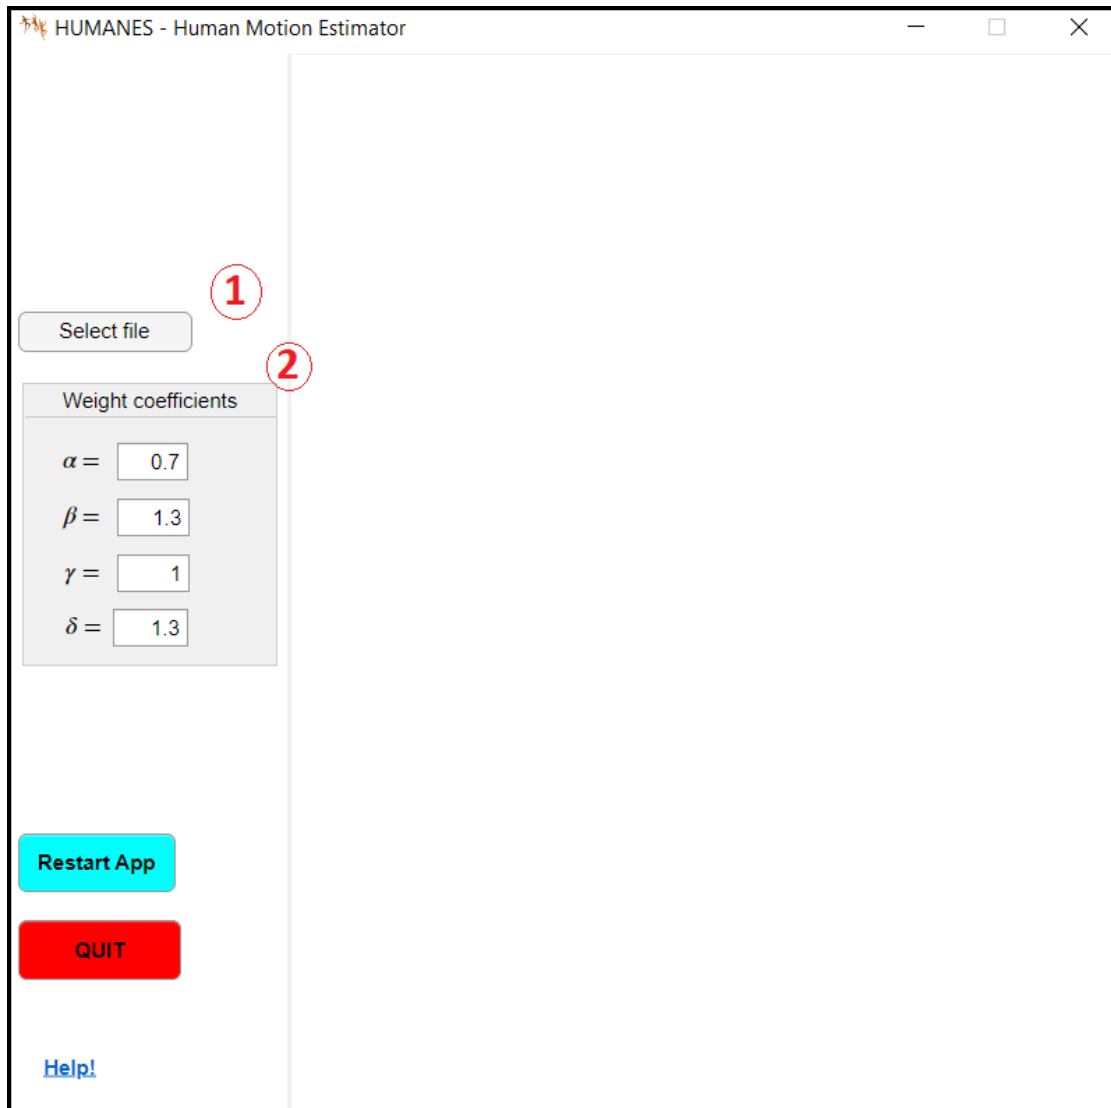 HUMANES - Human Motion Estimator
1
Select file
2
Weight coefficients
α = 0.7
β = 1.3
γ = 1
δ = 1.3
Restart App
QUIT
Help!